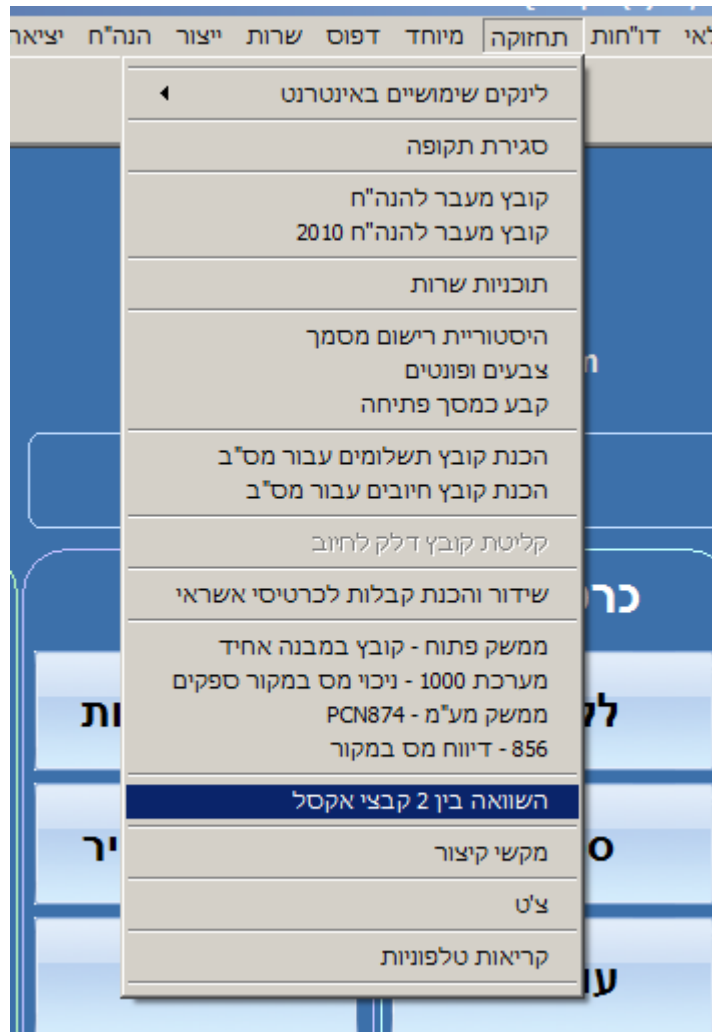 דו"חות תחזוקה מיוחד דפוס שרות ייצור הנה"ח
לינקים שימושיים באינטרנט
סגירת תקופה
קובץ מעבר להנה"ח
קובץ מעבר להנה"ח 2010
תוכניות שרות
היסטוריית רישום מסמך
צבעים ופונטים
קבע כמסך פתיחה
הכנת קובץ תשלומים עבור מס"ב
הכנת קובץ חיובים עבור מס"ב
קליטת קובץ דלק לחיוב
שידור והכנת קבלות לכרטיסי אשראי
ממשק פתוח - קובץ במבנה אחיד
מערכת 1000 - ניכוי מס במקור ספקים
ממשק מע"מ - PCN874
856 - דיווח מס במקור
השוואה בין 2 קבצי אקסל
מקשי קיצור
צ'ט
קריאות טלפוניות